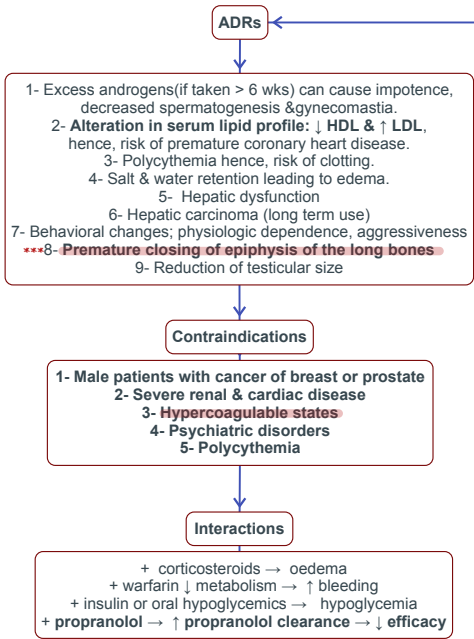 ADRs
1- Excess androgens(if taken > 6 wks) can cause impotence,
decreased spermatogenesis &gynecomastia.
2- Alteration in serum lipid profile: ↓ HDL & ↑ LDL,
hence, risk of premature coronary heart disease.
3- Polycythemia hence, risk of clotting.
4- Salt & water retention leading to edema.
5- Hepatic dysfunction
6- Hepatic carcinoma (long term use)
7- Behavioral changes; physiologic dependence, aggressiveness
***8- Premature closing of epiphysis of the long bones
9- Reduction of testicular size
Contraindications
1- Male patients with cancer of breast or prostate
2- Severe renal & cardiac disease
3- Hypercoagulable states
4- Psychiatric disorders
5- Polycythemia
Interactions
+ corticosteroids → oedema
+ warfarin ↓ metabolism → ↑ bleeding
+ insulin or oral hypoglycemics → hypoglycemia
+ propranolol → ↑ propranolol clearance → ↓ efficacy